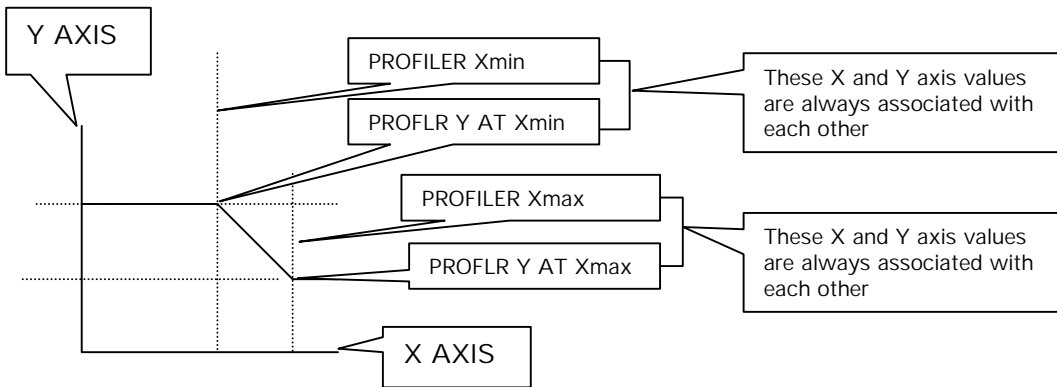 Y AXIS
PROFILER Xmin
These X and Y axis values
are always associated with
each other
PROFLR Y AT Xmin
PROFILER Xmax
These X and Y axis values
are always associated with
each other
PROFLR Y AT Xmax
X AXIS